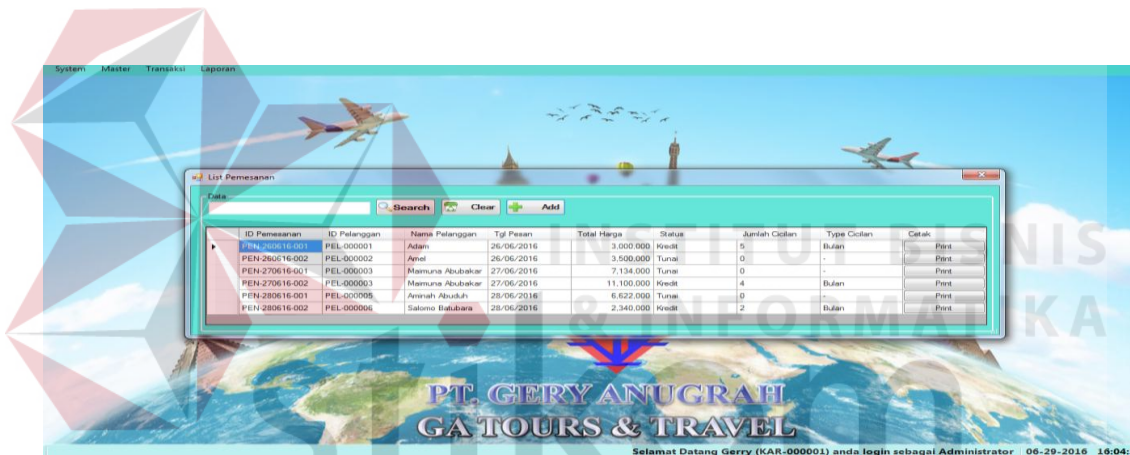 System Master Transaksi Laporan
List Pemesanan
Data
Search Clear Add
ID Pemesanan ID Pelanggan Nama Pelanggan Tgl Pesan Total Harga Status Jumlah Cicilan Type Cicilan Cetak
PEN-260616-001 PEL-000001 Adam 26/06/2016 3,000,000 Kredit 5 Bulan Print
PEN-260616-002 PEL-000002 Amel 26/06/2016 3,500,000 Tunai 0 - Print
PEN-270616-001 PEL-000003 Maimuna Abubakar 27/06/2016 7,134,000 Tunai 0 - Print
PEN-270616-002 PEL-000003 Maimuna Abubakar 27/06/2016 11,100,000 Kredit 4 Bulan Print
PEN-280616-001 PEL-000005 Aminah Abuduh 28/06/2016 6,622,000 Tunai 0 - Print
PEN-280616-002 PEL-000006 Salomo Batubara 28/06/2016 2,340,000 Kredit 2 Bulan Print
INSTITUT BISNIS
& INFORMATIKA
stikom
PT. GERY ANUGRAH
GA TOURS & TRAVEL
Selamat Datang Gerry (KAR-000001) anda login sebagai Administrator 06-29-2016 16:04: